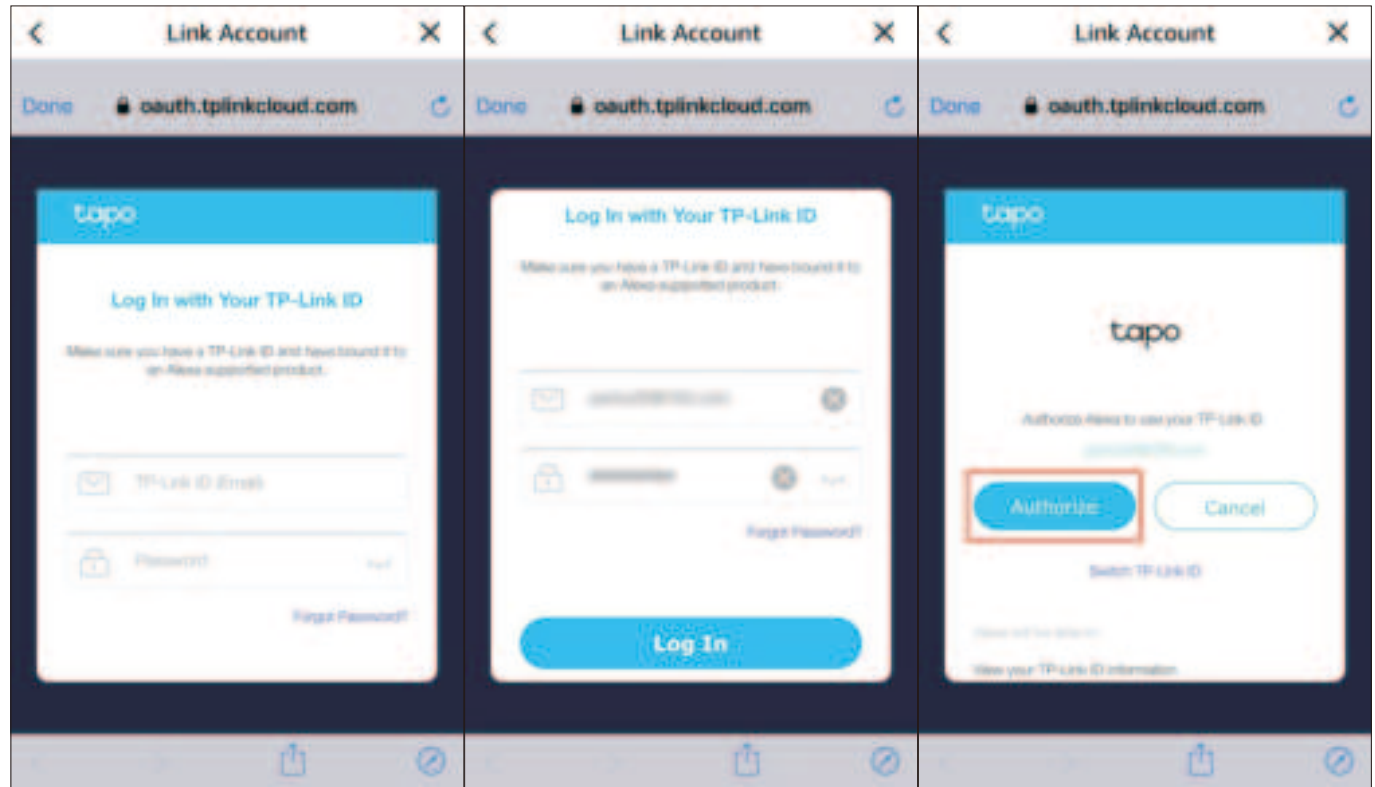 Link Account
Done oauth.tplinkcloud.com
tapo
Log In with Your TP-Link ID
Make sure you have a TP-Link ID and have bound it to
an Alexa supported product.
TP-Link ID (Email)
Password
Forgot Password?
Link Account
Done oauth.tplinkcloud.com
Log In with Your TP-Link ID
Make sure you have a TP-Link ID and have bound it to
an Alexa supported product.
Forgot Password?
Log In
Link Account
Done oauth.tplinkcloud.com
tapo
tapo
Authorize Alexa to use your TP-Link ID
Authorize Cancel
Switch TP-Link ID
View your TP-Link ID information